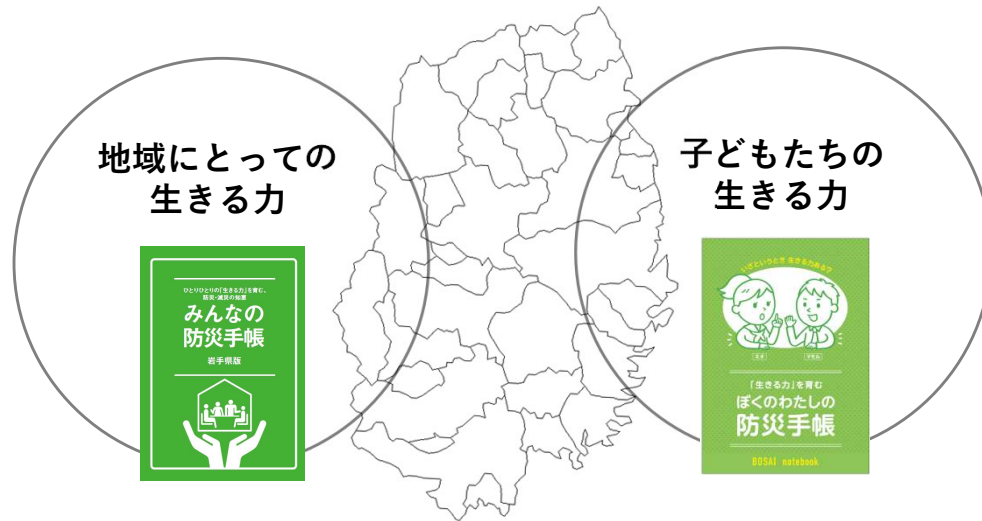 地域にとっての
生きる力
ひとりひとりの「生きる力」を育む、
防災・減災の知恵
みんなの
防災手帳
岩手県版
子どもたちの
生きる力
いざというとき 生きる力ある?
「生きる力」を育む
ぼくのわたしの
防災手帳
BOSAI notebook